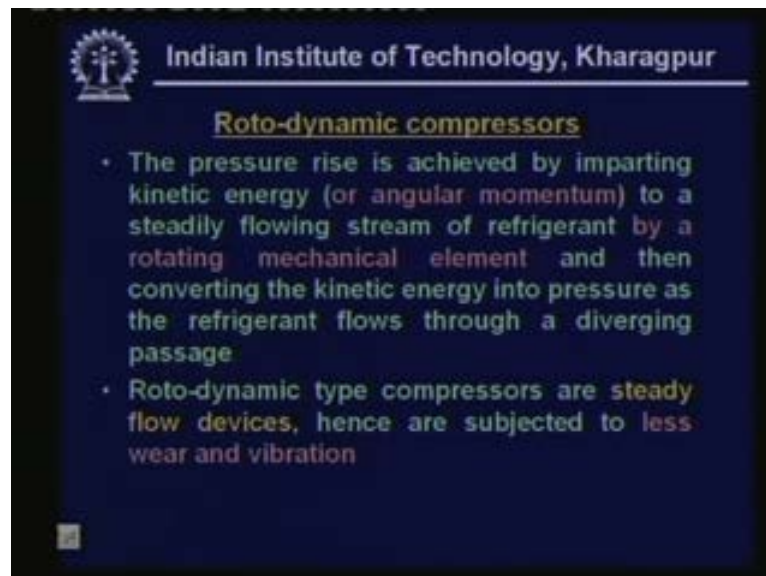 Indian Institute of Technology, Kharagpur
Roto-dynamic compressors
• The pressure rise is achieved by imparting
kinetic energy (or angular momentum) to a
steadily flowing stream of refrigerant by a
rotating mechanical element and then
converting the kinetic energy into pressure as
the refrigerant flows through a diverging
passage
• Roto-dynamic type compressors are steady
flow devices, hence are subjected to less
wear and vibration